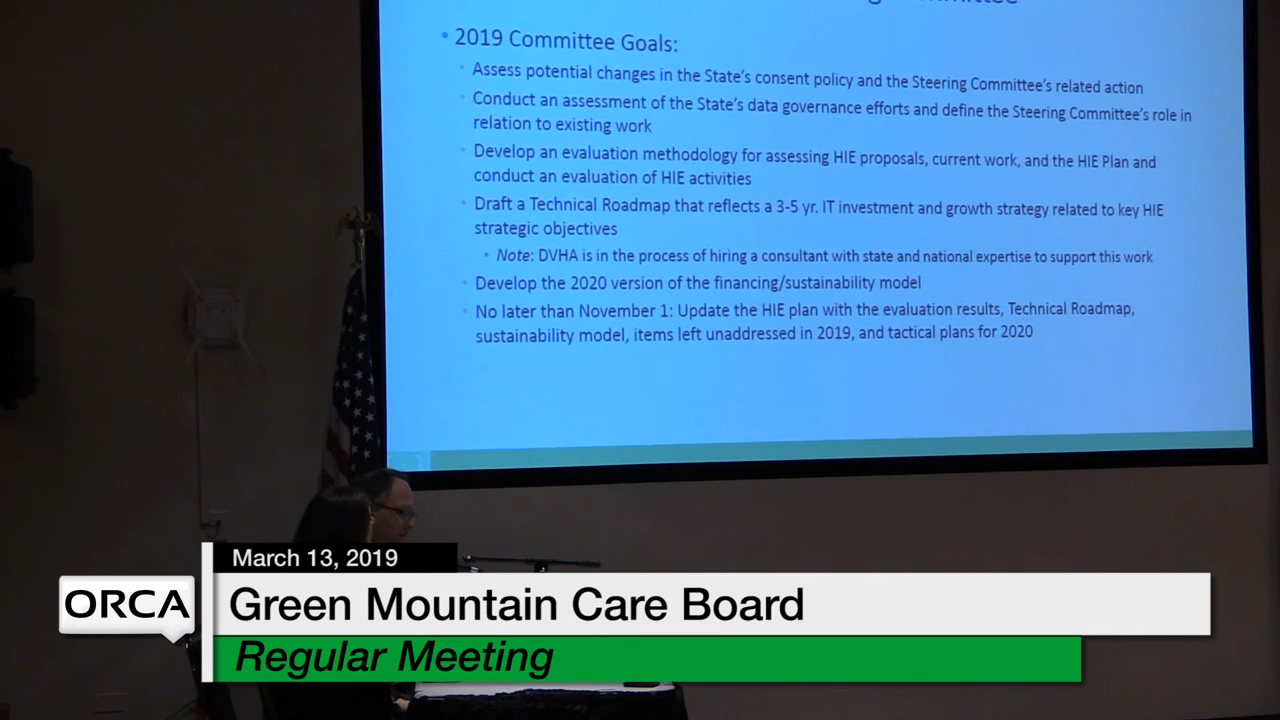 • 2019 Committee Goals:
• Assess potential changes in the State's consent policy and the Steering Committee's related action
• Conduct an assessment of the State's data governance efforts and define the Steering Committee's role in
relation to existing work
• Develop an evaluation methodology for assessing HIE proposals, current work, and the HIE Plan and
conduct an evaluation of HIE activities
• Draft a Technical Roadmap that reflects a 3-5 yr. IT investment and growth strategy related to key HIE
strategic objectives
• Note: DVHA is in the process of hiring a consultant with state and national expertise to support this work
• Develop the 2020 version of the financing/sustainability model
• No later than November 1: Update the HIE plan with the evaluation results, Technical Roadmap,
sustainability model, items left unaddressed in 2019, and tactical plans for 2020
March 13, 2019
ORCA
Green Mountain Care Board
Regular Meeting